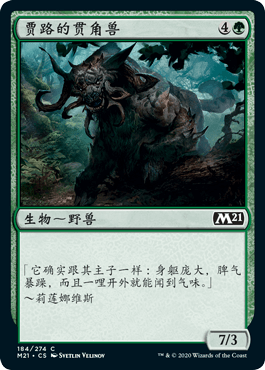 贾路的贯角兽 4
生物～野兽 M21
「它确实跟其主子一样：身躯庞大，脾气
暴躁，而且一哩开外就能闻到气味。」
～莉莲娜维斯
7/3
184/274 C
M21 • CS SVETLIN VELINOV ™ & © 2020 Wizards of the Coast